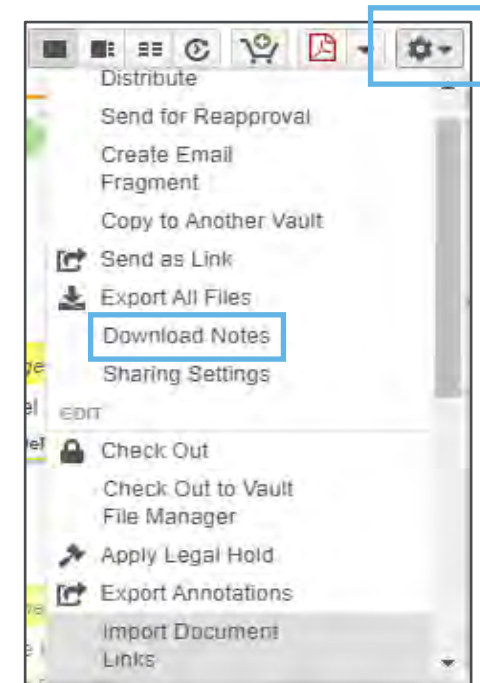 Distribute
Send for Reapproval
Create Email
Fragment
Copy to Another Vault
Send as Link
Export All Files
Download Notes
Sharing Settings
EDIT
Check Out
Check Out to Vault
File Manager
Apply Legal Hold
Export Annotations
Import Document
Links